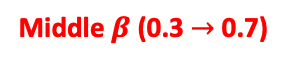 Middle β (0.3 → 0.7)